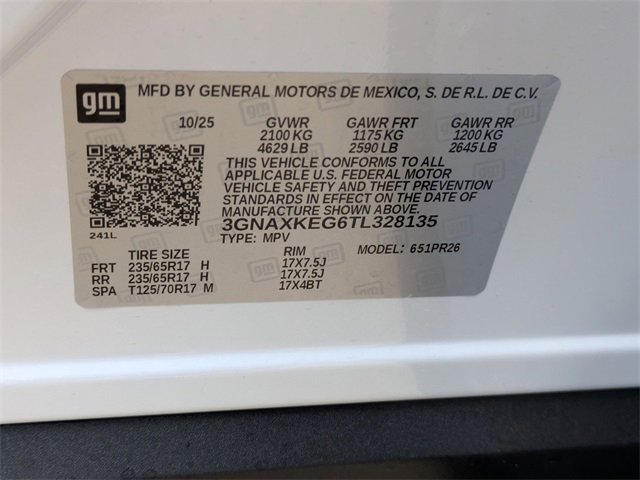 gm MFD BY GENERAL MOTORS DE MEXICO, S. DE R.L. DE C.V.
10/25 GVWR GAWR FRT GAWR RR
2100 KG 1175 KG 1200 KG
4629 LB 2590 LB 2645 LB
THIS VEHICLE CONFORMS TO ALL
APPLICABLE U.S. FEDERAL MOTOR
VEHICLE SAFETY AND THEFT PREVENTION
STANDARDS IN EFFECT ON THE DATE OF
MANUFACTURE SHOWN ABOVE.
3GNAXKEG6TL328135
241L TYPE: MPV MODEL: 651PR26
TIRE SIZE RIM
FRT 235/65R17 H 17X7.5J
RR 235/65R17 H 17X7.5J
SPA T125/70R17 M 17X4BT